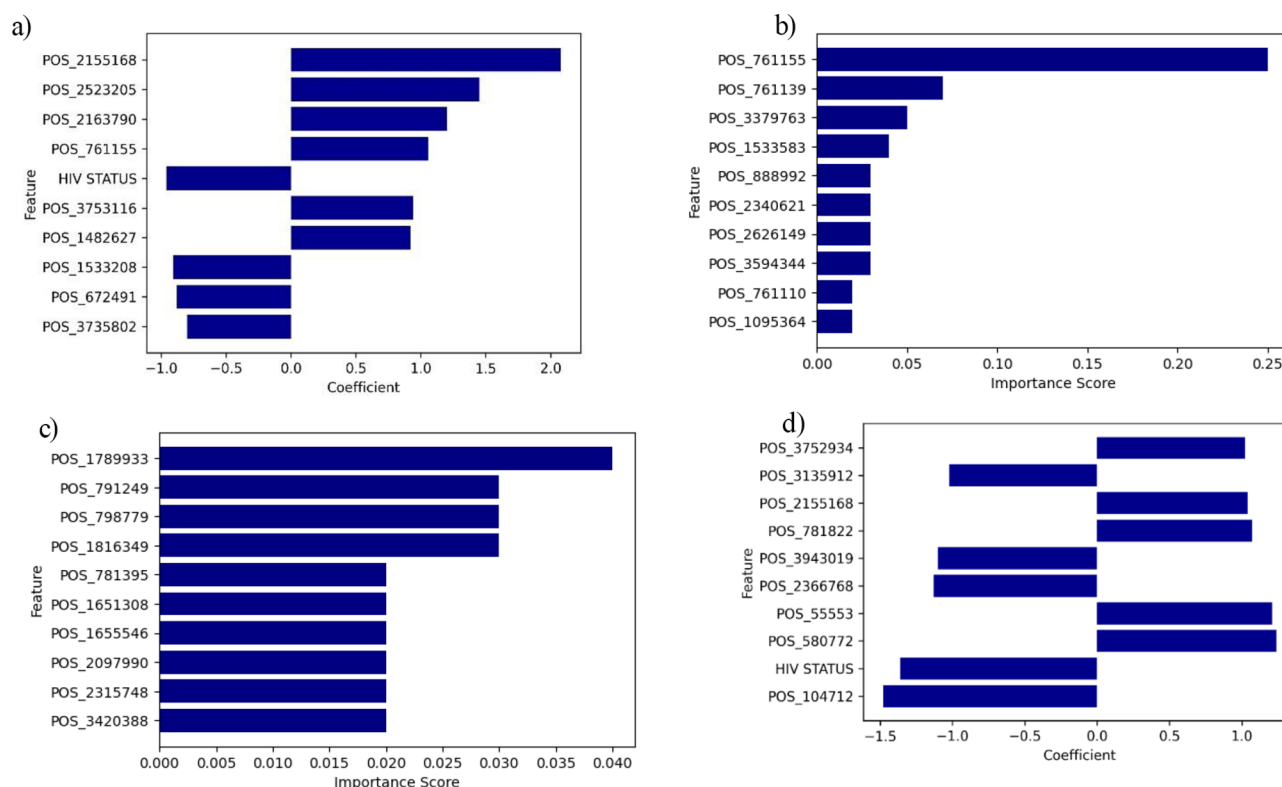 a)
POS_2155168
POS_2523205
POS_2163790
POS_761155
HIV STATUS
POS_3753116
POS_1482627
POS_1533208
POS_672491
POS_3735802
Feature
−1.0 −0.5 0.0 0.5 1.0 1.5 2.0
Coefficient
b)
POS_761155
POS_761139
POS_3379763
POS_1533583
POS_888992
POS_2340621
POS_2626149
POS_3594344
POS_761110
POS_1095364
Feature
0.00 0.05 0.10 0.15 0.20 0.25
Importance Score
c)
POS_1789933
POS_791249
POS_798779
POS_1816349
POS_781395
POS_1651308
POS_1655546
POS_2097990
POS_2315748
POS_3420388
Feature
0.000 0.005 0.010 0.015 0.020 0.025 0.030 0.035 0.040
Importance Score
d)
POS_3752934
POS_3135912
POS_2155168
POS_781822
POS_3943019
POS_2366768
POS_55553
POS_580772
HIV STATUS
POS_104712
Feature
−1.5 −1.0 −0.5 0.0 0.5 1.0
Coefficient